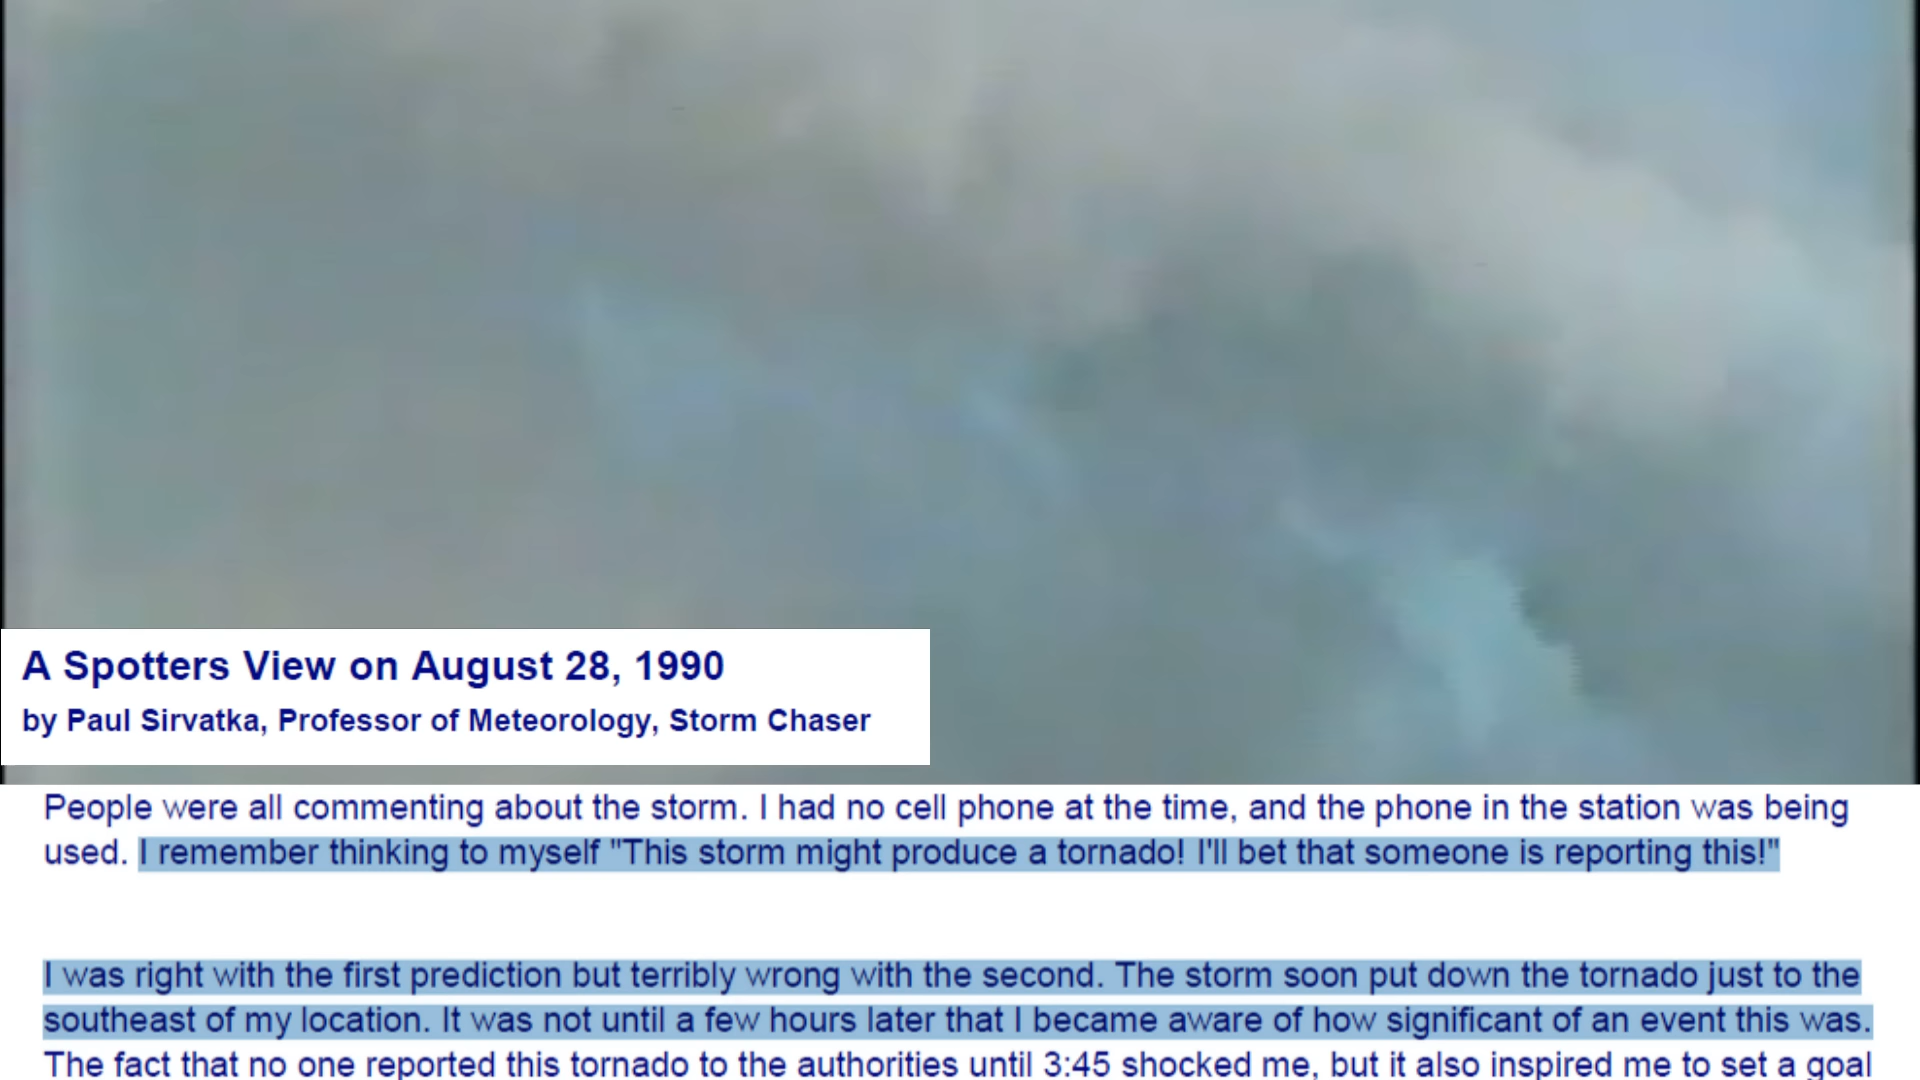 A Spotters View on August 28, 1990
by Paul Sirvatka, Professor of Meteorology, Storm Chaser
People were all commenting about the storm. I had no cell phone at the time, and the phone in the station was being
used. I remember thinking to myself "This storm might produce a tornado! I'll bet that someone is reporting this!"
I was right with the first prediction but terribly wrong with the second. The storm soon put down the tornado just to the
southeast of my location. It was not until a few hours later that I became aware of how significant of an event this was.
The fact that no one reported this tornado to the authorities until 3:45 shocked me, but it also inspired me to set a goal